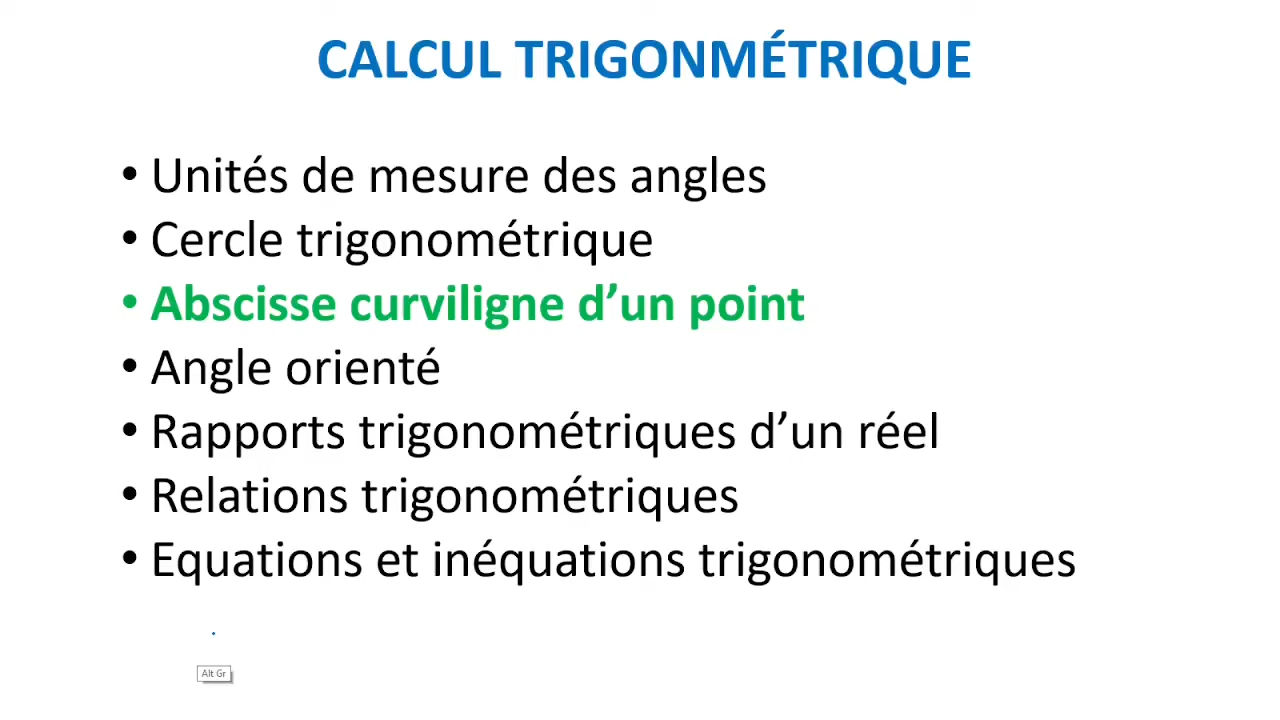 CALCUL TRIGONMÉTRIQUE
• Unités de mesure des angles
• Cercle trigonométrique
• Abscisse curviligne d’un point
• Angle orienté
• Rapports trigonométriques d’un réel
• Relations trigonométriques
• Equations et inéquations trigonométriques
Alt Gr